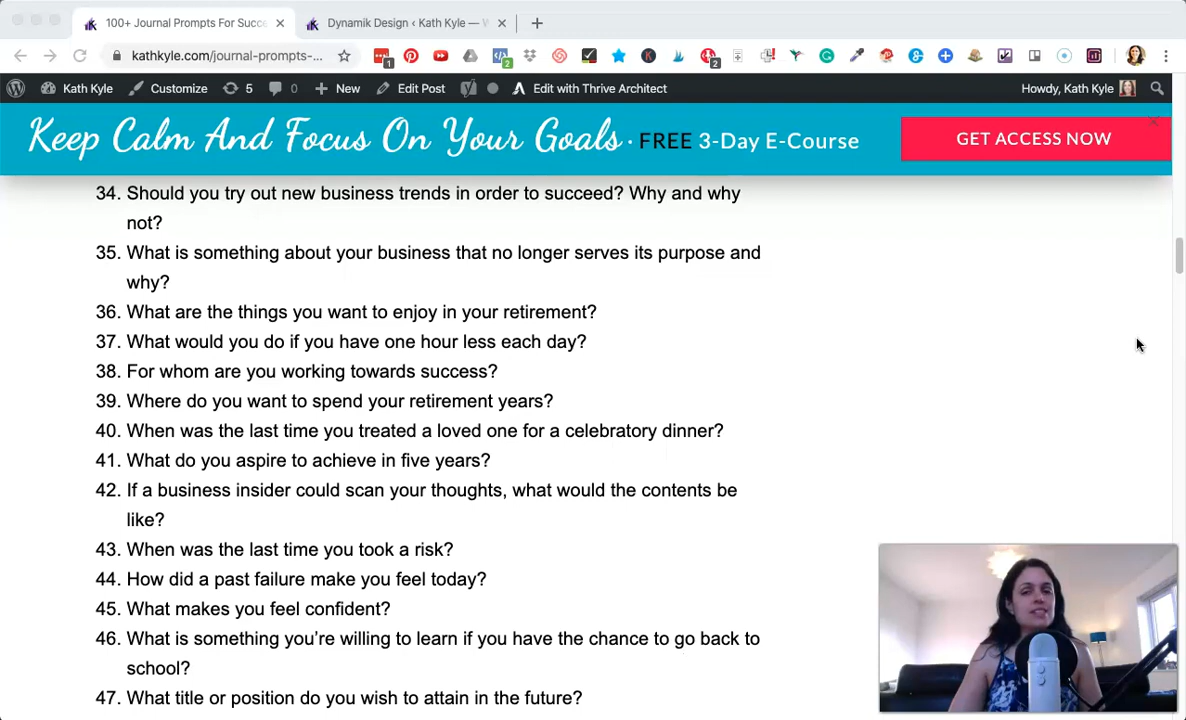 100+ Journal Prompts For Succe
Dynamik Design ‹ Kath Kyle — W
kathkyle.com/journal-prompts-...
1
2
2
Kath Kyle
Customize
5
0
New
Edit Post
Edit with Thrive Architect
Howdy, Kath Kyle
Keep Calm And Focus On Your Goals · FREE 3-Day E-Course
GET ACCESS NOW
34. Should you try out new business trends in order to succeed? Why and why
not?
35. What is something about your business that no longer serves its purpose and
why?
36. What are the things you want to enjoy in your retirement?
37. What would you do if you have one hour less each day?
38. For whom are you working towards success?
39. Where do you want to spend your retirement years?
40. When was the last time you treated a loved one for a celebratory dinner?
41. What do you aspire to achieve in five years?
42. If a business insider could scan your thoughts, what would the contents be
like?
43. When was the last time you took a risk?
44. How did a past failure make you feel today?
45. What makes you feel confident?
46. What is something you’re willing to learn if you have the chance to go back to
school?
47. What title or position do you wish to attain in the future?